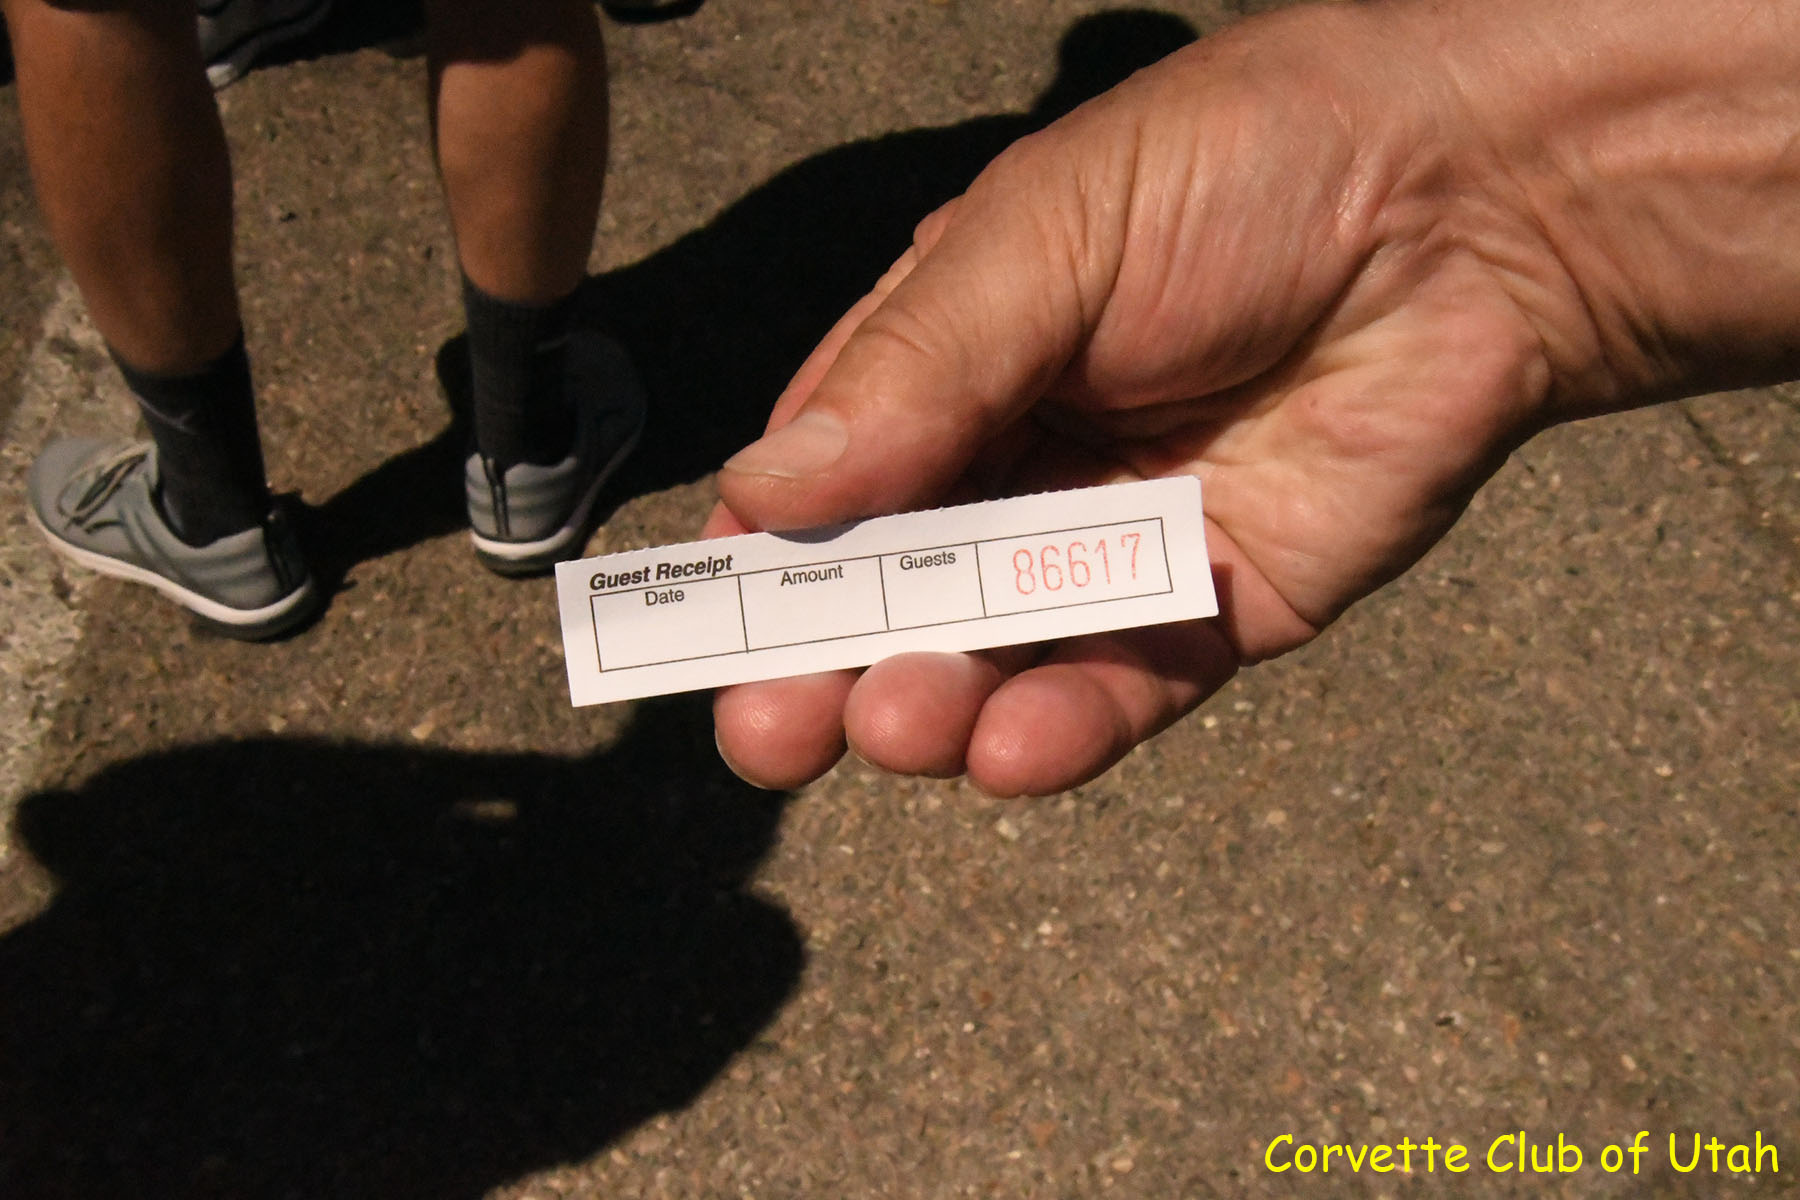 Guest Receipt
Date Amount Guests 86617
Corvette Club of Utah